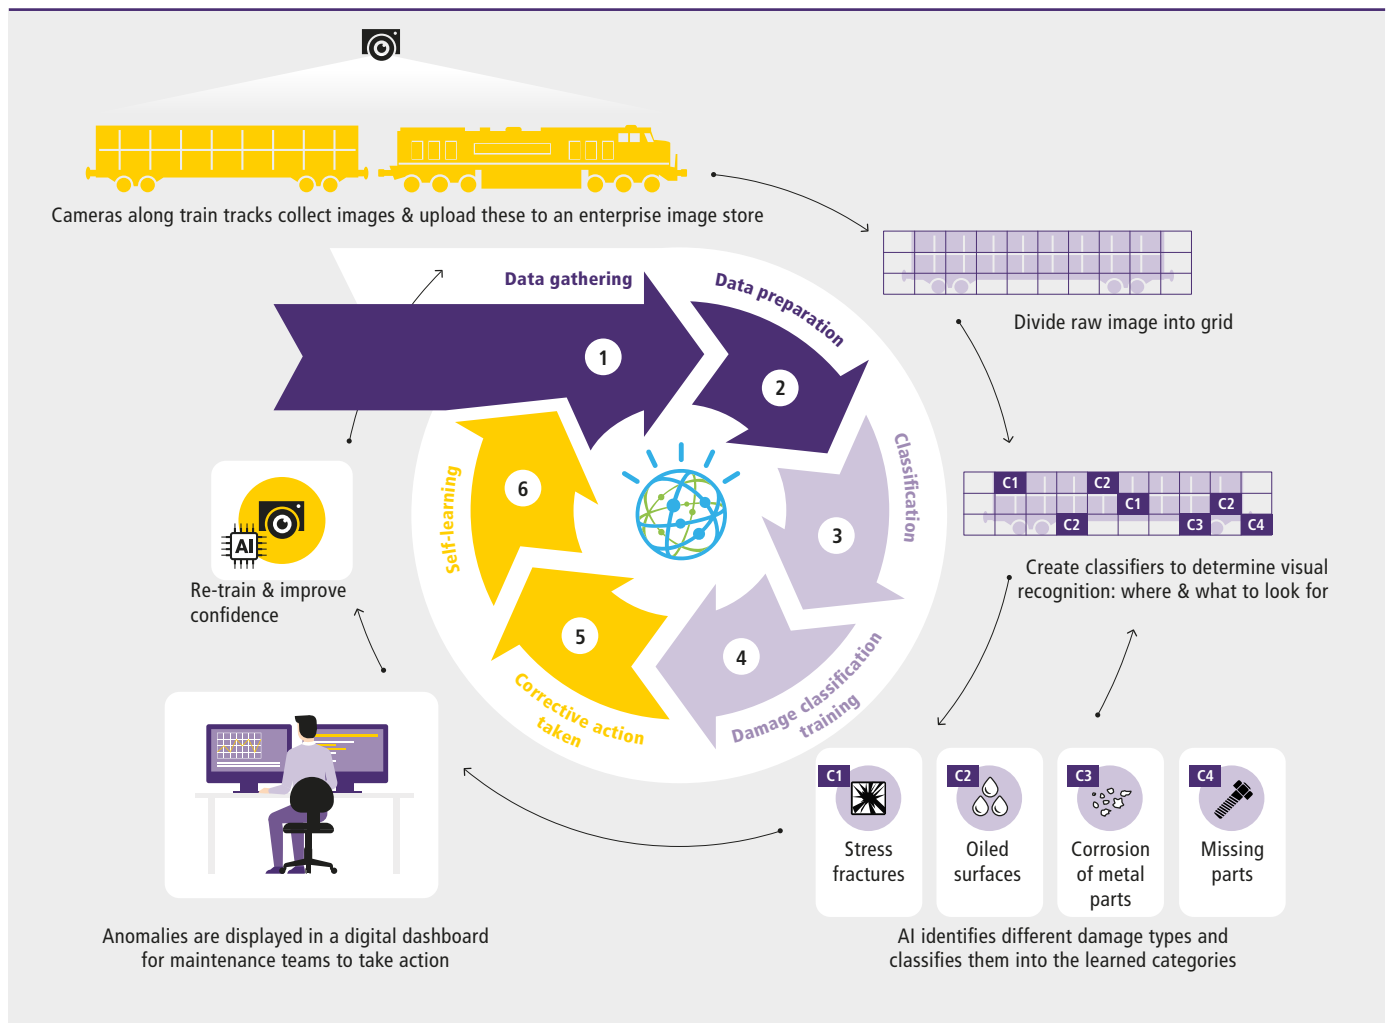 Cameras along train tracks collect images & upload these to an enterprise image store
Data gathering
1
Data preparation
2
Divide raw image into grid
Classification
3
C1
C2
C1
C2
C2
C3
C4
Create classifiers to determine visual
recognition: where & what to look for
Damage classification
training
4
C1
Stress
fractures
C2
Oiled
surfaces
C3
Corrosion
of metal
parts
C4
Missing
parts
AI identifies different damage types and
classifies them into the learned categories
Corrective action
taken
5
Anomalies are displayed in a digital dashboard
for maintenance teams to take action
Self-learning
6
AI
Re-train & improve
confidence